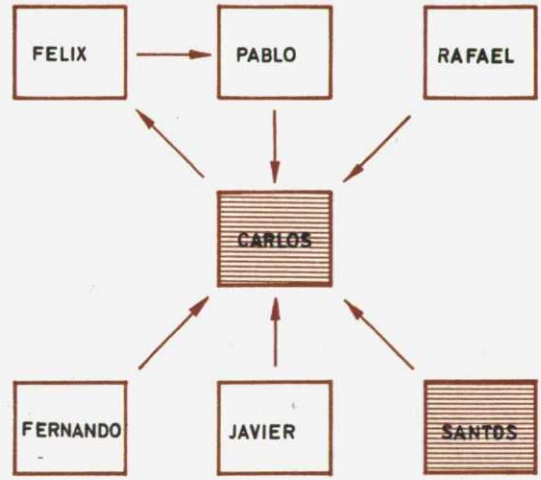 FELIX
PABLO
RAFAEL
CARLOS
FERNANDO
JAVIER
SANTOS